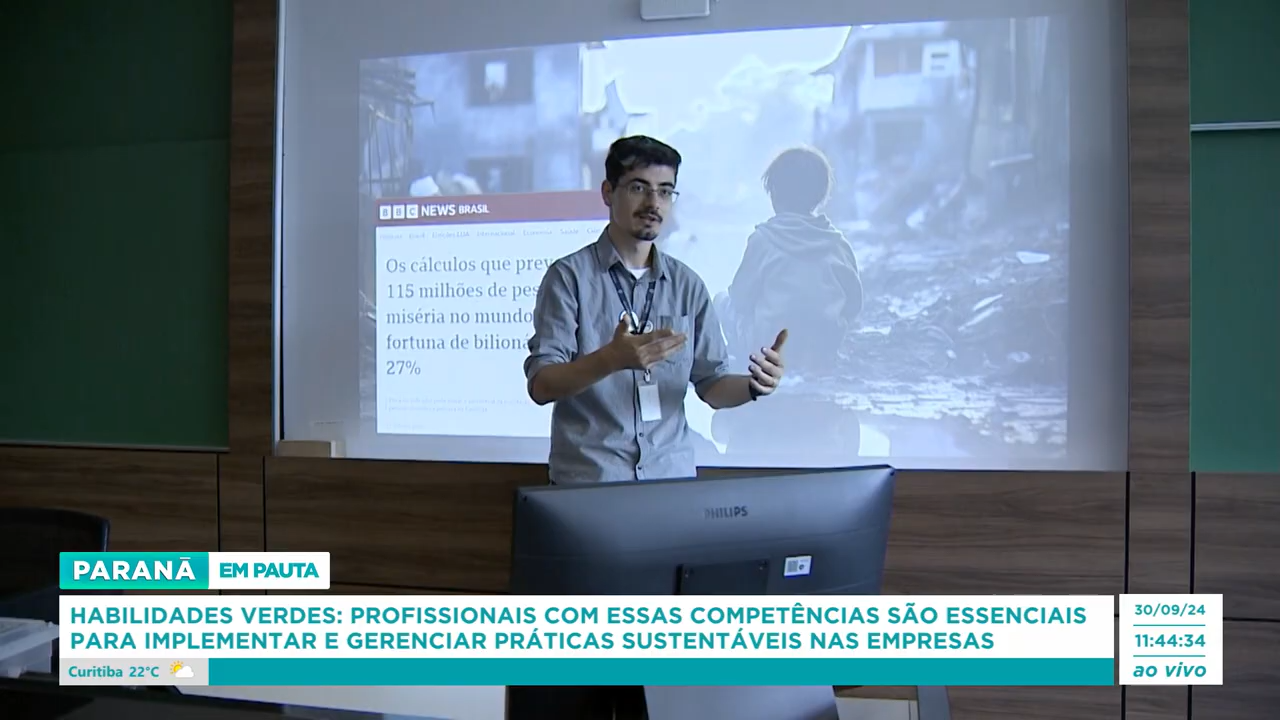 BBC NEWS BRASIL
Os cálculos que prev
115 milhões de pes
miséria no mundo
fortuna de bilioná
27%
PHILIPS
PARANÁ EM PAUTA
HABILIDADES VERDES: PROFISSIONAIS COM ESSAS COMPETÊNCIAS SÃO ESSENCIAIS
PARA IMPLEMENTAR E GERENCIAR PRÁTICAS SUSTENTÁVEIS NAS EMPRESAS
30/09/24
11:44:34
ao vivo
Curitiba 22°C